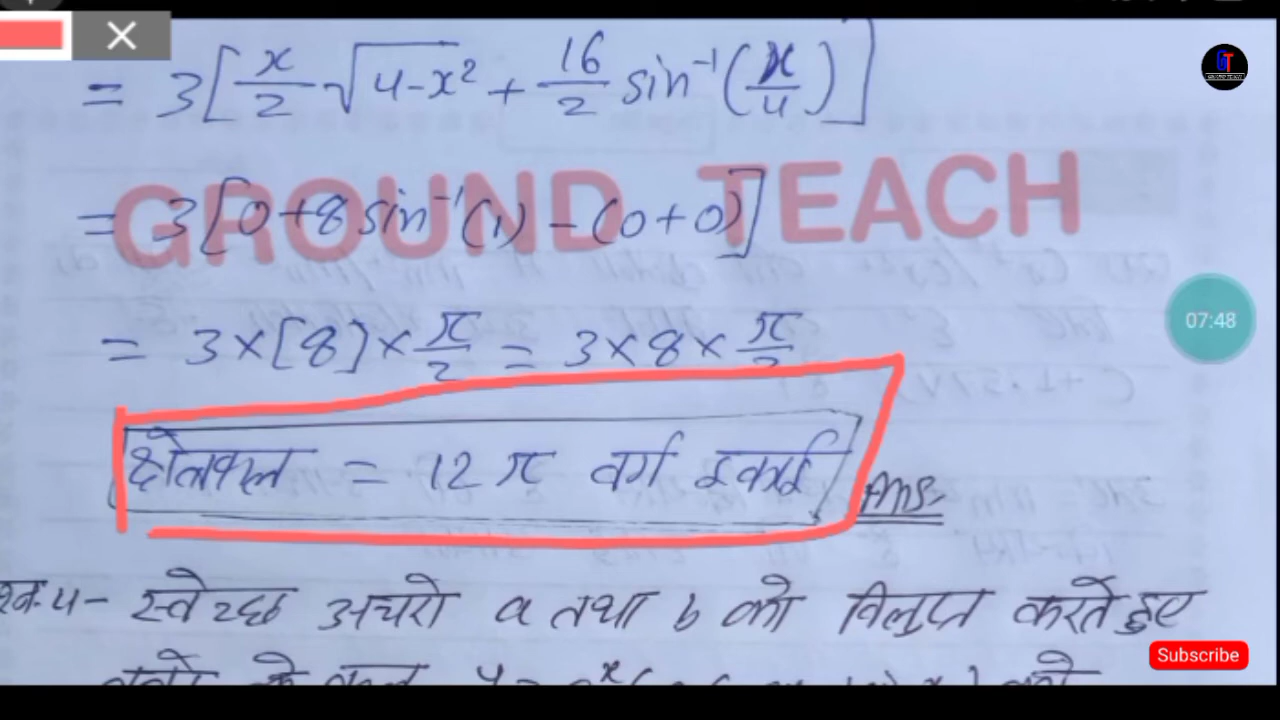 = 3[x/2 √4-x² + 16/2 sin⁻¹(x/4)]
GROUND TEACH
= 3[0+8 sin⁻¹(1) - (0+0)]
07:48
= 3×[8]×π/2 = 3×8×π/2
क्षेत्रफल = 12π वर्ग इकाई Ans.
4- स्वेच्छ अचरो a तथा b को विलुप्त करते हुए
Subscribe